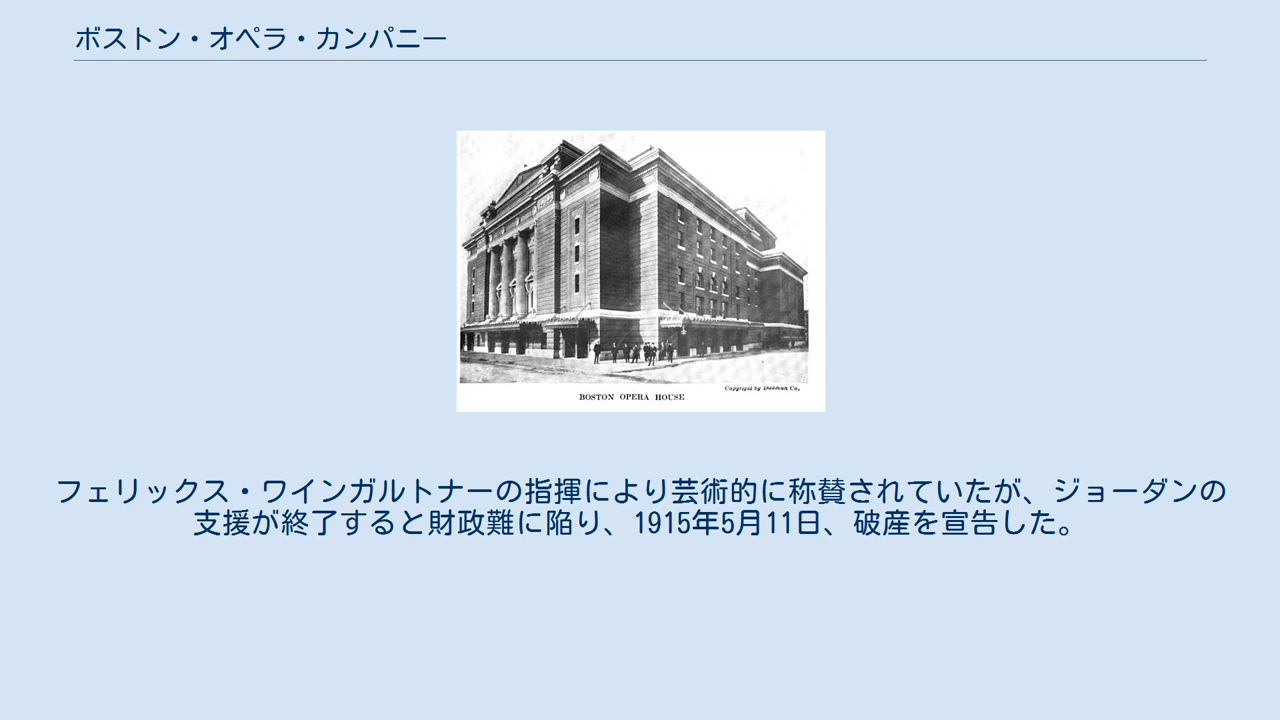 ボストン・オペラ・カンパニー
Copyright by Dadmun Co.
BOSTON OPERA HOUSE
フェリックス・ワインガルトナーの指揮により芸術的に称賛されていたが、ジョーダンの
支援が終了すると財政難に陥り、1915年5月11日、破産を宣告した。